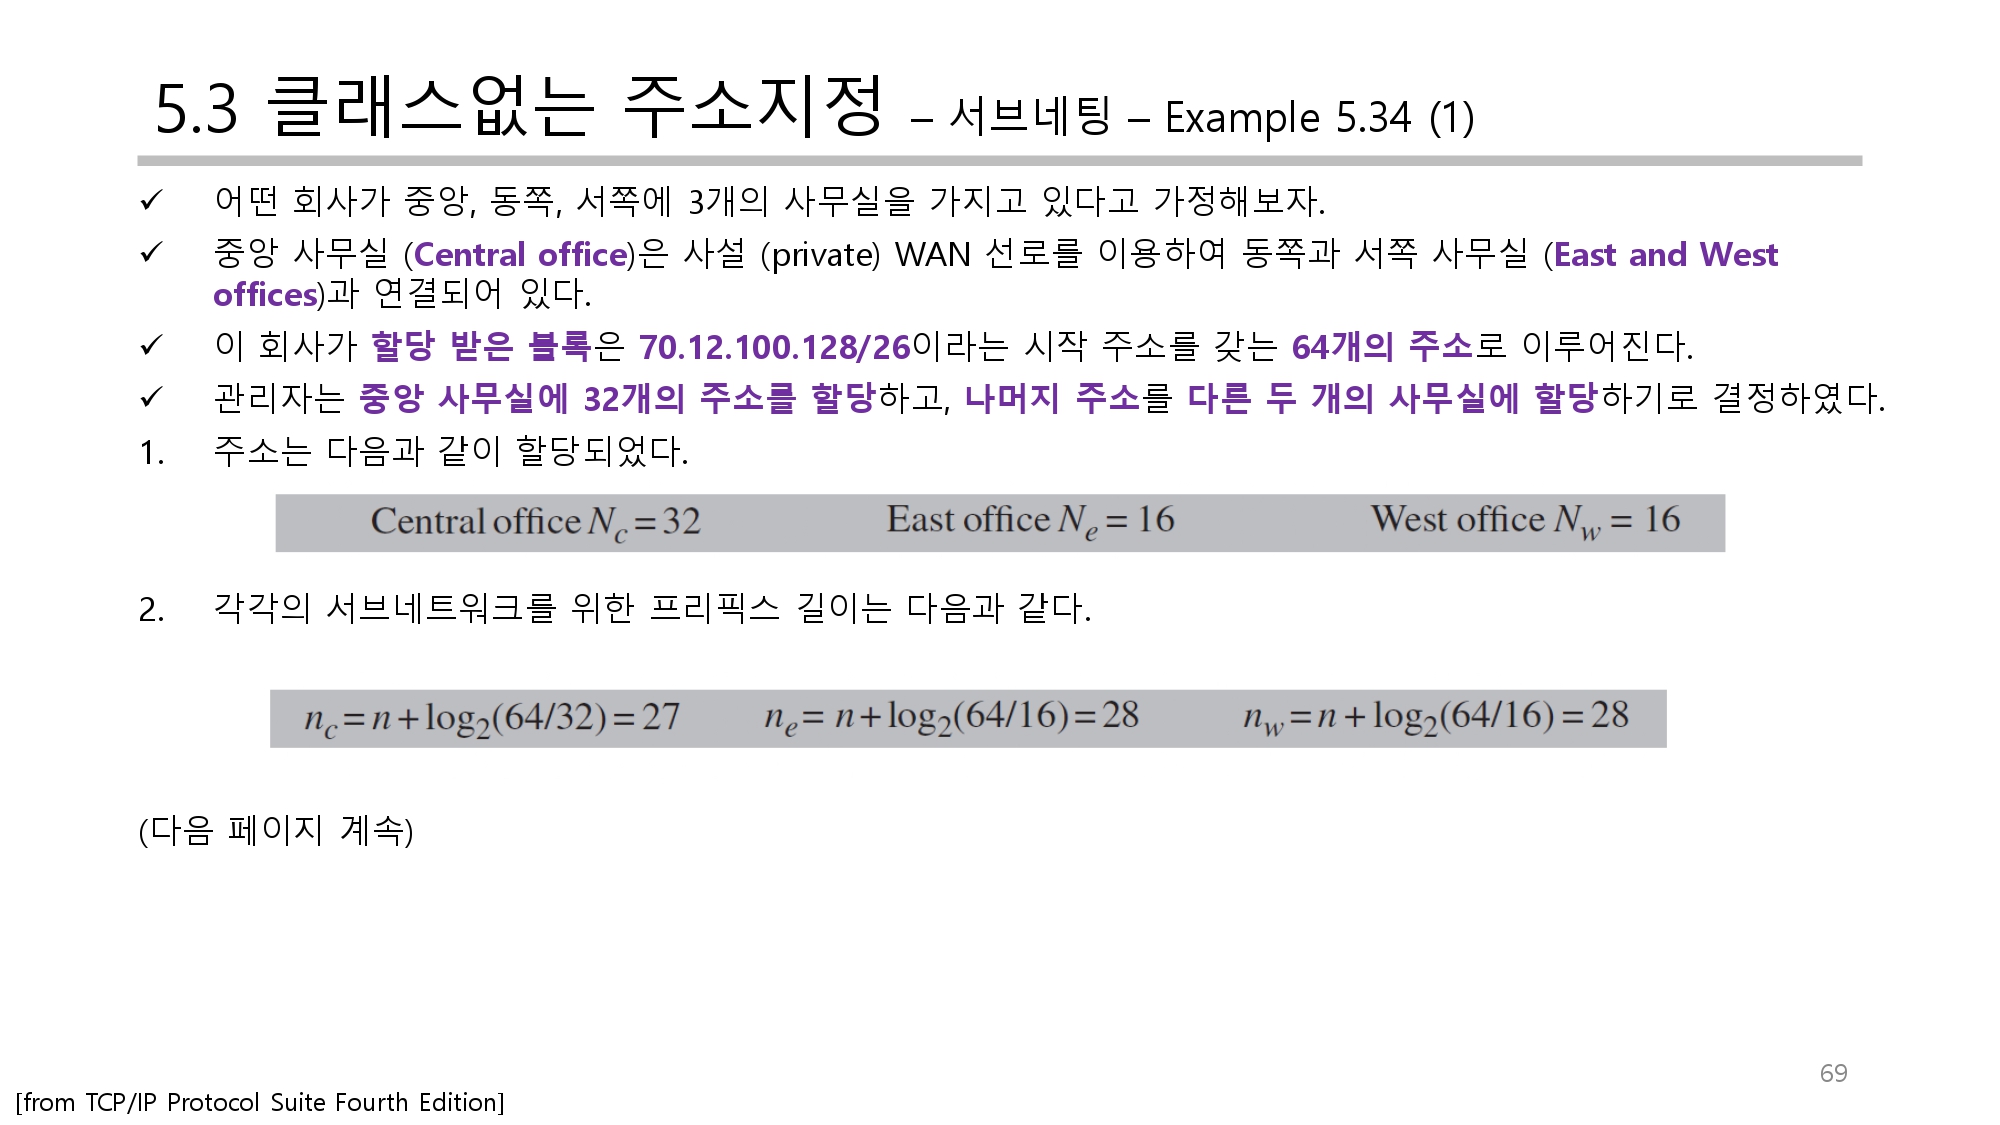 5.3 클래스없는 주소지정 – 서브네팅 – Example 5.34 (1)
✓ 어떤 회사가 중앙, 동쪽, 서쪽에 3개의 사무실을 가지고 있다고 가정해보자.
✓ 중앙 사무실 (Central office)은 사설 (private) WAN 선로를 이용하여 동쪽과 서쪽 사무실 (East and West
offices)과 연결되어 있다.
✓ 이 회사가 할당 받은 블록은 70.12.100.128/26이라는 시작 주소를 갖는 64개의 주소로 이루어진다.
✓ 관리자는 중앙 사무실에 32개의 주소를 할당하고, 나머지 주소를 다른 두 개의 사무실에 할당하기로 결정하였다.
1. 주소는 다음과 같이 할당되었다.
Central office N_c = 32 East office N_e = 16 West office N_w = 16
2. 각각의 서브네트워크를 위한 프리픽스 길이는 다음과 같다.
n_c = n + log₂(64/32) = 27 n_e = n + log₂(64/16) = 28 n_w = n + log₂(64/16) = 28
(다음 페이지 계속)
69
[from TCP/IP Protocol Suite Fourth Edition]